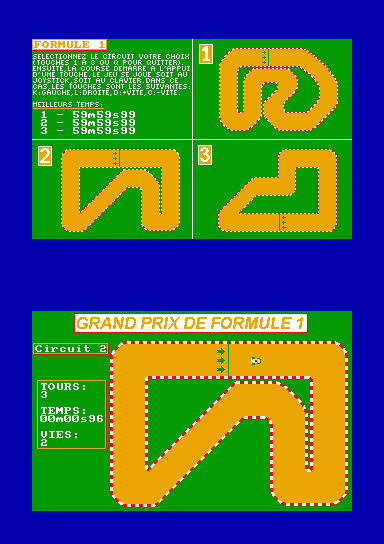 FORMULE 1
SELECTIONNEZ LE CIRCUIT VOTRE CHOIX
(TOUCHES 1 A 3 OU 0 POUR QUITTER).
ENSUITE,LA COURSE DEMARRE A L'APPUI
D'UNE TOUCHE.LE JEU SE JOUE SOIT AU
JOYSTICK,SOIT AU CLAVIER.DANS CE
CAS,LES TOUCHES SONT LES SUIVANTES:
K:GAUCHE,L:DROITE,D:+VITE,C:-VITE.
MEILLEURS TEMPS:
1 - 59m59s99
2 - 59m59s99
3 - 59m59s99
1
2
3
GRAND PRIX DE FORMULE 1
Circuit 2
TOURS:
3
TEMPS:
00m00s96
VIES:
2